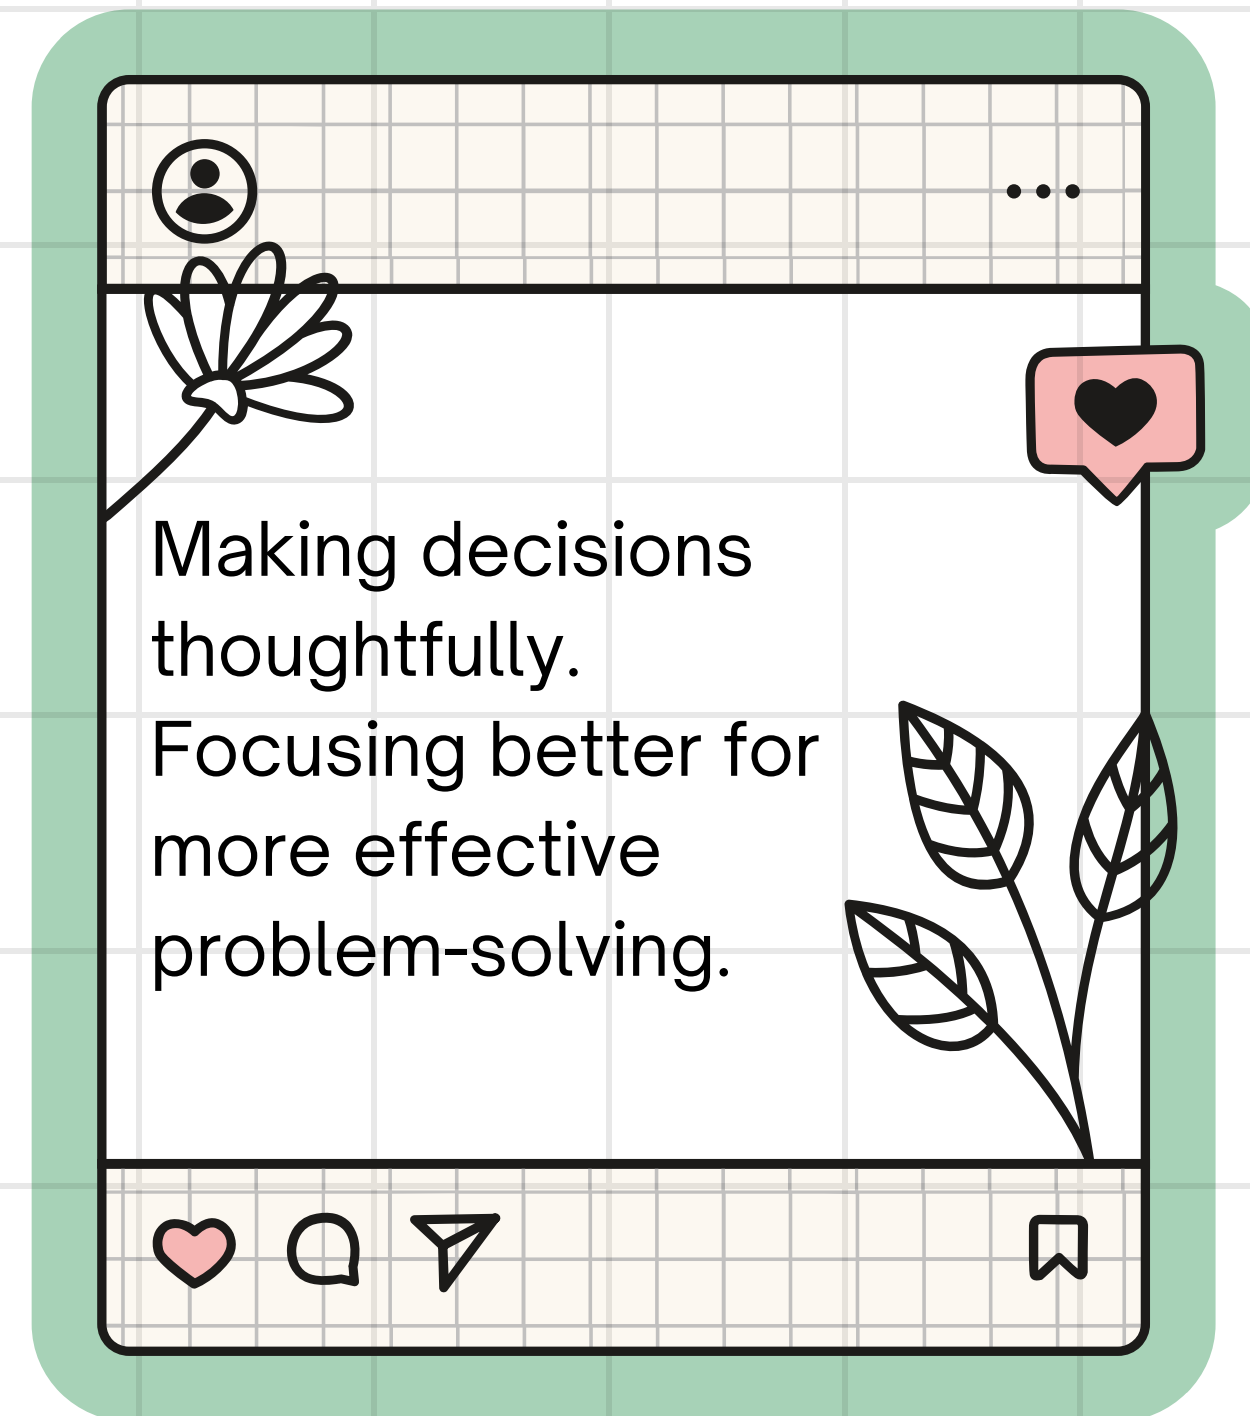 Making decisions
thoughtfully.
Focusing better for
more effective
problem-solving.